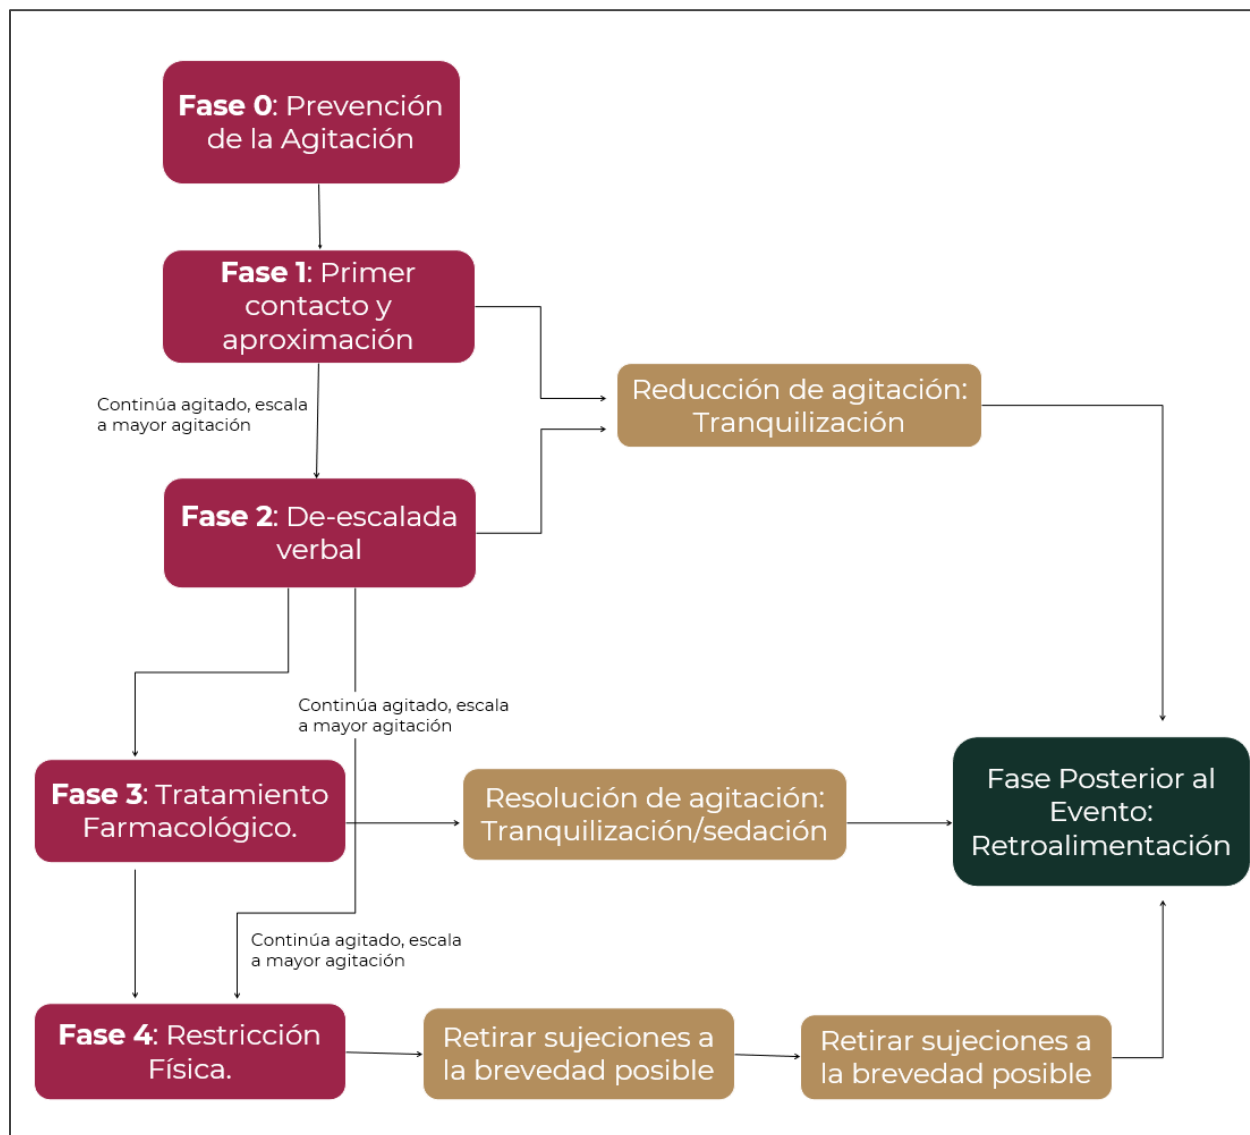 Fase 0: Prevención
de la Agitación
Fase 1: Primer
contacto y
aproximación
Continúa agitado, escala
a mayor agitación
Reducción de agitación:
Tranquilización
Fase 2: De-escalada
verbal
Continúa agitado, escala
a mayor agitación
Fase 3: Tratamiento
Farmacológico.
Resolución de agitación:
Tranquilización/sedación
Fase Posterior al
Evento:
Retroalimentación
Continúa agitado, escala
a mayor agitación
Fase 4: Restricción
Física.
Retirar sujeciones a
la brevedad posible
Retirar sujeciones a
la brevedad posible